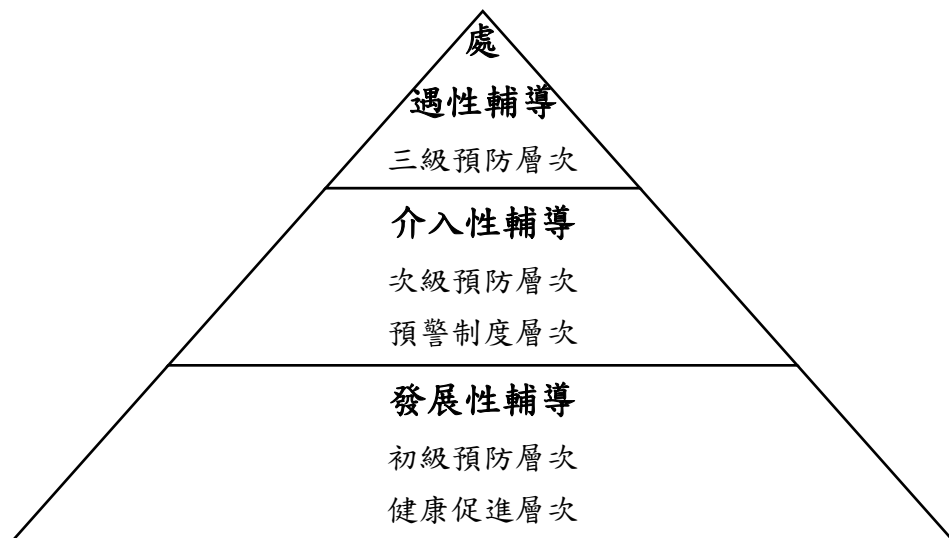 處
遇性輔導
三級預防層次
介入性輔導
次級預防層次
預警制度層次
發展性輔導
初級預防層次
健康促進層次